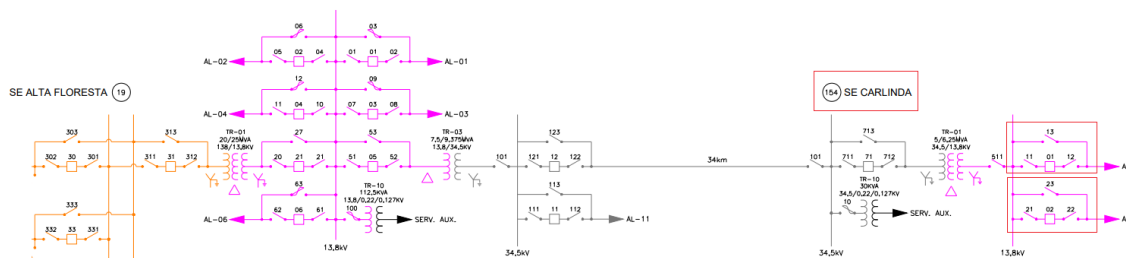 06
03
05
02
04
01
01
02
AL-02
AL-01
12
09
SE ALTA FLORESTA 19
154 SE CARLINDA
11
04
10
07
03
08
AL-04
AL-03
303
313
TR-01
20/25MVA
138/13,8KV
27
53
TR-03
7,5/9,375MVA
13,8/34,5KV
123
713
TR-01
5/6,25MVA
34,5/13,8KV
13
302
30
301
311
31
312
20
21
21
51
05
52
101
121
12
122
34km
101
711
71
712
511
11
01
12
A
333
63
TR-10
112,5KVA
13,8/0,22/0,127KV
113
TR-10
30KVA
34,5/0,22/0,127KV
23
332
33
331
62
06
61
100
AL-06
SERV. AUX.
111
11
112
AL-11
10
SERV. AUX.
21
02
22
A
13,8kV
34,5kV
34,5kV
13,8kV